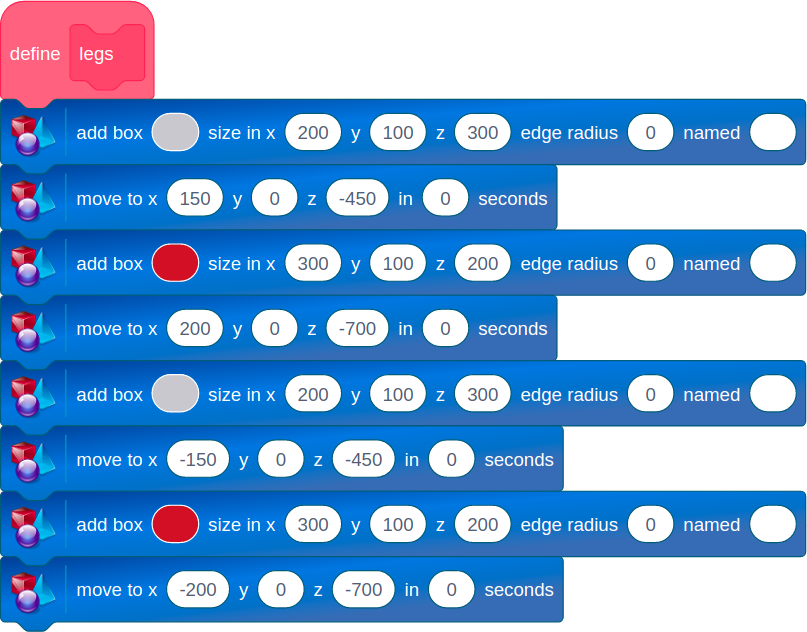 define legs
add box size in x 200 y 100 z 300 edge radius 0 named
move to x 150 y 0 z -450 in 0 seconds
add box size in x 300 y 100 z 200 edge radius 0 named
move to x 200 y 0 z -700 in 0 seconds
add box size in x 200 y 100 z 300 edge radius 0 named
move to x -150 y 0 z -450 in 0 seconds
add box size in x 300 y 100 z 200 edge radius 0 named
move to x -200 y 0 z -700 in 0 seconds